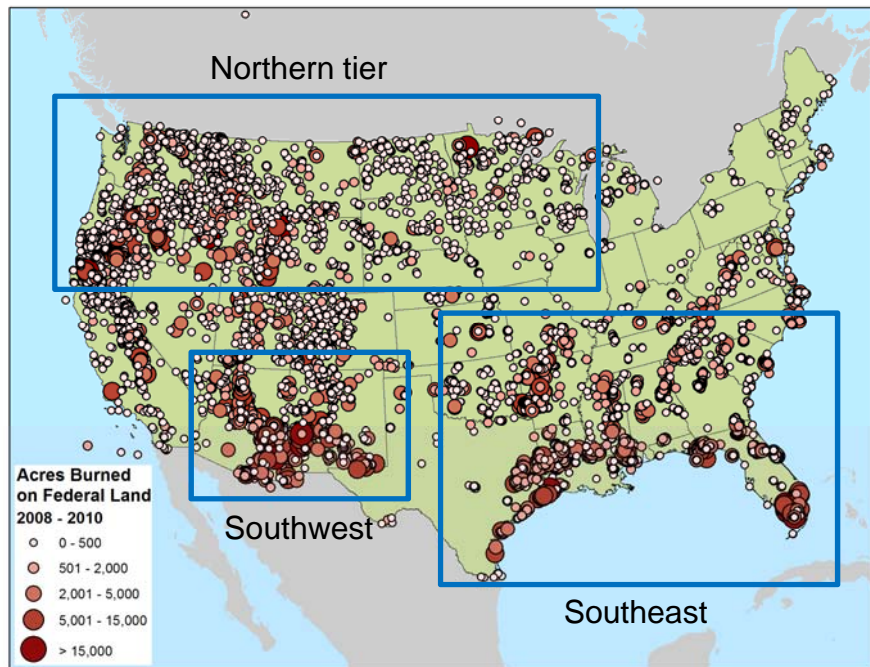 Northern tier
Southwest
Southeast
Acres Burned
on Federal Land
2008 - 2010
0 - 500
501 - 2,000
2,001 - 5,000
5,001 - 15,000
> 15,000